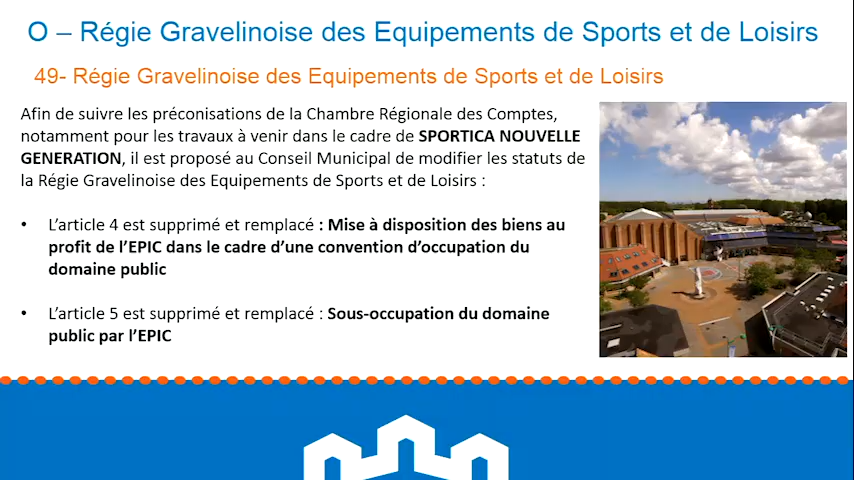 O – Régie Gravelinoise des Equipements de Sports et de Loisirs
49- Régie Gravelinoise des Equipements de Sports et de Loisirs
Afin de suivre les préconisations de la Chambre Régionale des Comptes,
notamment pour les travaux à venir dans le cadre de SPORTICA NOUVELLE
GENERATION, il est proposé au Conseil Municipal de modifier les statuts de
la Régie Gravelinoise des Equipements de Sports et de Loisirs :
• L’article 4 est supprimé et remplacé : Mise à disposition des biens au
profit de l’EPIC dans le cadre d’une convention d’occupation du
domaine public
• L’article 5 est supprimé et remplacé : Sous-occupation du domaine
public par l’EPIC